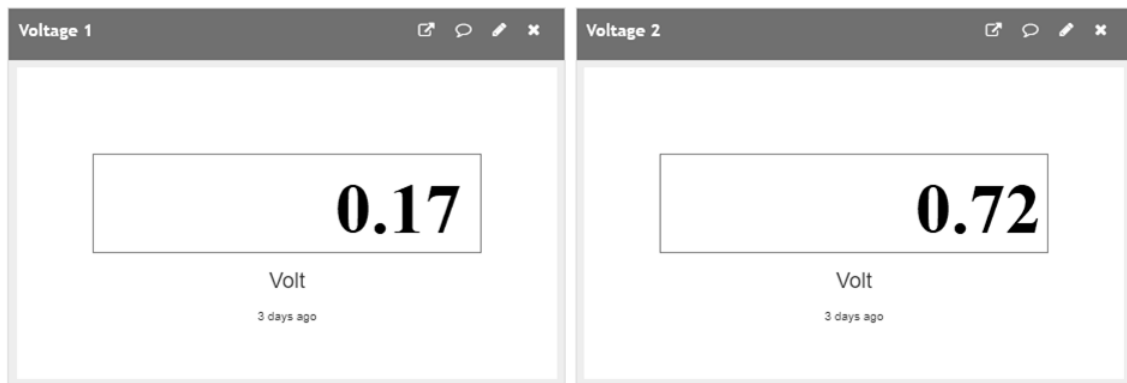 Voltage 1
0.17
Volt
3 days ago
Voltage 2
0.72
Volt
3 days ago